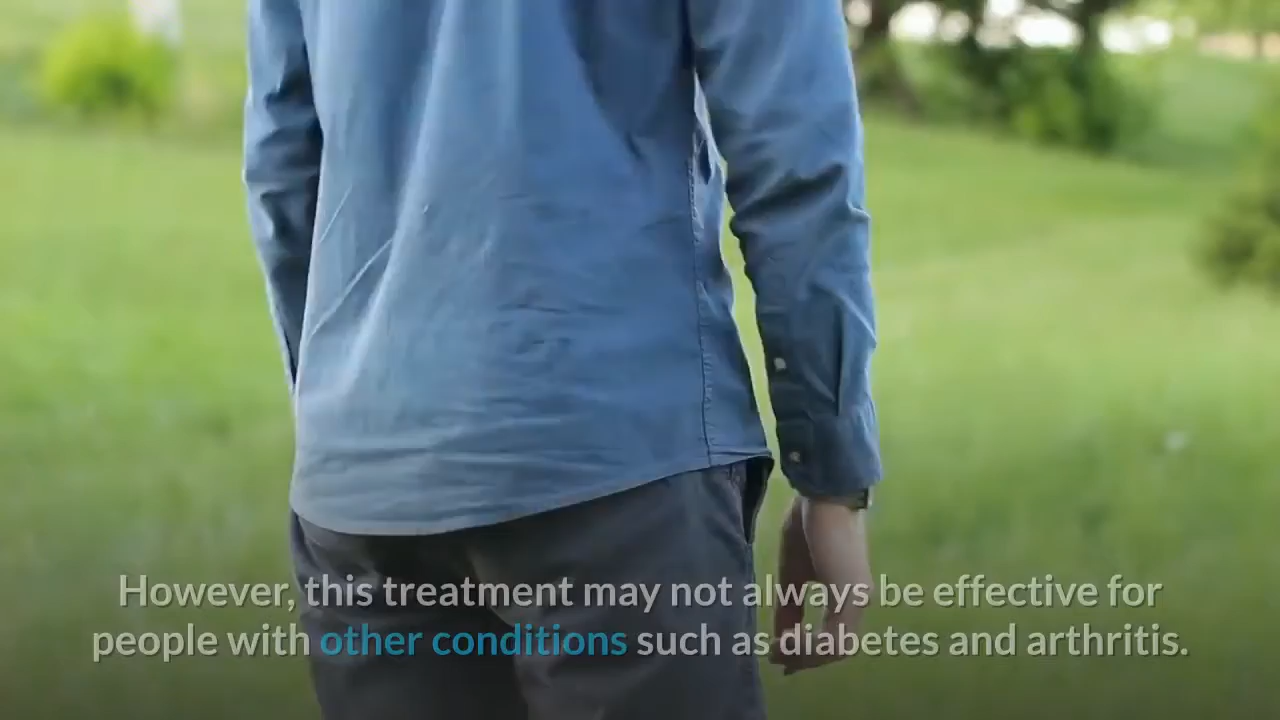 However, this treatment may not always be effective for
people with other conditions such as diabetes and arthritis.